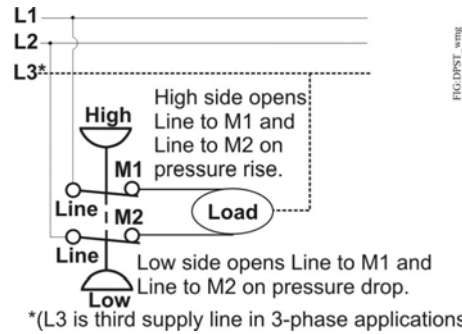 L1
L2
L3*
High
High side opens
Line to M1 and
Line to M2 on
pressure rise.
M1
Line
M2
Load
Line
Low side opens Line to M1 and
Line to M2 on pressure drop.
Low
*(L3 is third supply line in 3-phase applications
FIG:DPST_wmg